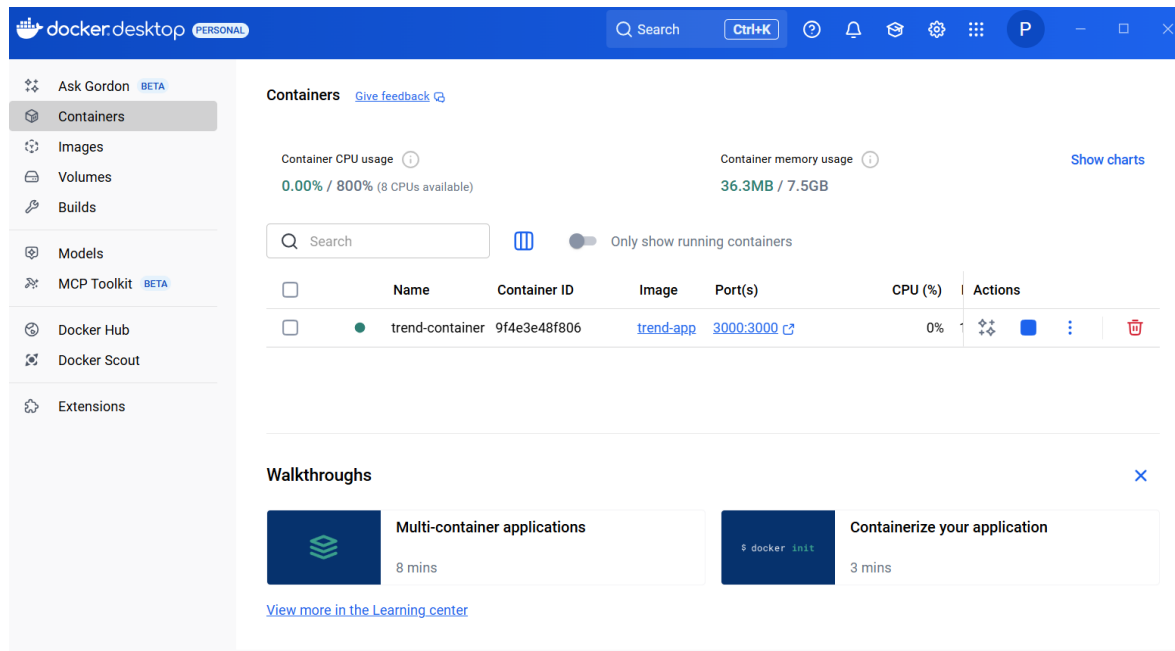 docker.desktop PERSONAL Search Ctrl+K P
Ask Gordon BETA
Containers
Images
Volumes
Builds
Models
MCP Toolkit BETA
Docker Hub
Docker Scout
Extensions
Containers Give feedback
Container CPU usage
0.00% / 800% (8 CPUs available)
Container memory usage
36.3MB / 7.5GB
Show charts
Search
Only show running containers
Name Container ID Image Port(s) CPU (%) Actions
trend-container 9f4e3e48f806 trend-app 3000:3000 0%
Walkthroughs
Multi-container applications
8 mins
$ docker init
Containerize your application
3 mins
View more in the Learning center